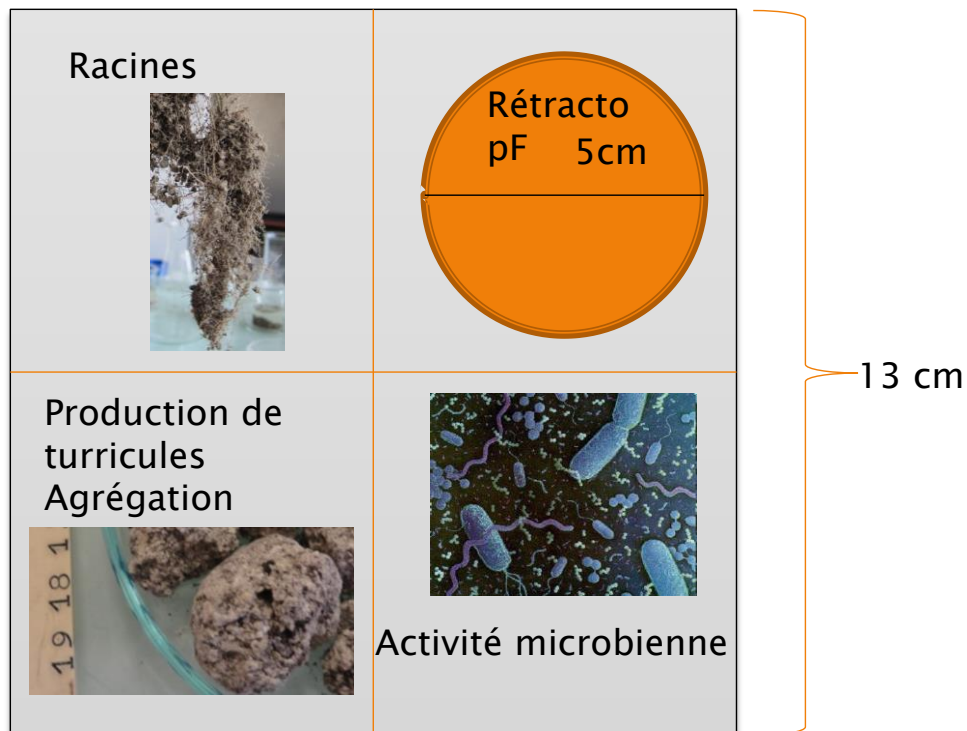 Racines
Rétracto
pF 5cm
13 cm
Production de
turricules
Agrégation
19 18 1
Activité microbienne